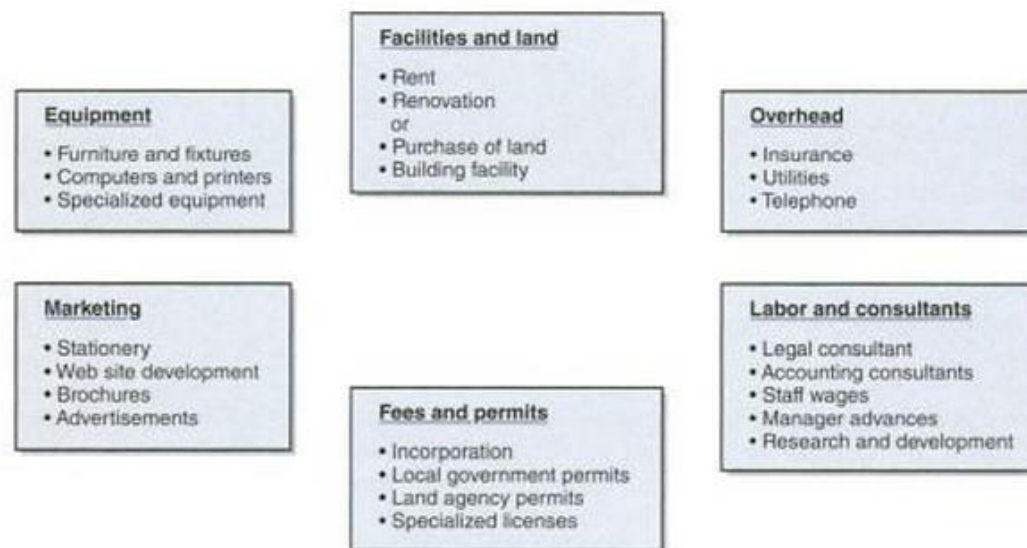 Facilities and land
• Rent
• Renovation
or
• Purchase of land
• Building facility
Equipment
• Furniture and fixtures
• Computers and printers
• Specialized equipment
Overhead
• Insurance
• Utilities
• Telephone
Marketing
• Stationery
• Web site development
• Brochures
• Advertisements
Labor and consultants
• Legal consultant
• Accounting consultants
• Staff wages
• Manager advances
• Research and development
Fees and permits
• Incorporation
• Local government permits
• Land agency permits
• Specialized licenses